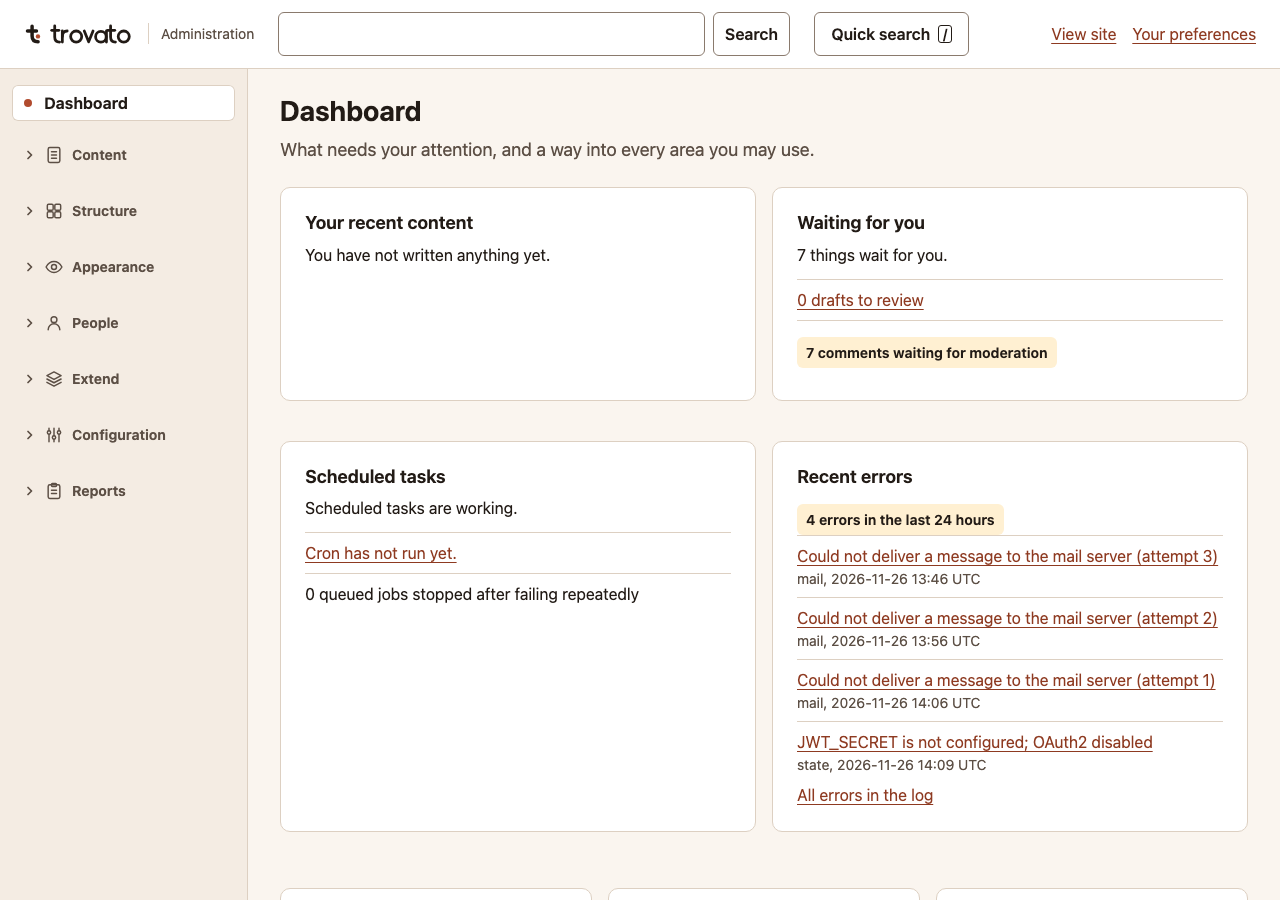 trovato
Administration
Search
Quick search /
View site
Your preferences
Dashboard
Content
Structure
Appearance
People
Extend
Configuration
Reports
Dashboard
What needs your attention, and a way into every area you may use.
Your recent content
You have not written anything yet.
Waiting for you
7 things wait for you.
0 drafts to review
7 comments waiting for moderation
Scheduled tasks
Scheduled tasks are working.
Cron has not run yet.
0 queued jobs stopped after failing repeatedly
Recent errors
4 errors in the last 24 hours
Could not deliver a message to the mail server (attempt 3)
mail, 2026-11-26 13:46 UTC
Could not deliver a message to the mail server (attempt 2)
mail, 2026-11-26 13:56 UTC
Could not deliver a message to the mail server (attempt 1)
mail, 2026-11-26 14:06 UTC
JWT_SECRET is not configured; OAuth2 disabled
state, 2026-11-26 14:09 UTC
All errors in the log